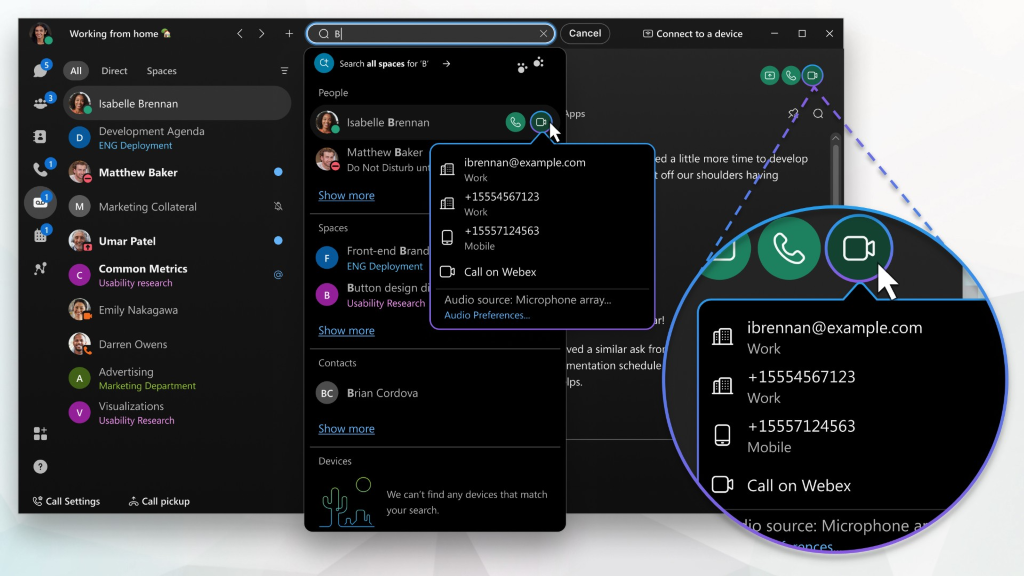 Working from home
B
Cancel
Connect to a device
5
All
Direct
Spaces
Search all spaces for 'B'
3
Isabelle Brennan
People
Isabelle Brennan
Apps
D
Development Agenda
ENG Deployment
Matthew Baker
Do Not Disturb
ibrennan@example.com
Work
+15554567123
Work
+15557124563
Mobile
Call on Webex
Audio source: Microphone array...
Audio Preferences...
1
Matthew Baker
Show more
1
M
Marketing Collateral
Spaces
1
Umar Patel
F
Front-end Brand
ENG Deployment
C
Common Metrics
Usability research
@
B
Button design di
Usability Research
Emily Nakagawa
Show more
Darren Owens
Contacts
A
Advertising
Marketing Department
BC
Brian Cordova
V
Visualizations
Usability Research
Show more
Devices
We can't find any devices that match
your search.
?
Call Settings
Call pickup
ed a little more time to develop
t off our shoulders having
ar!
ved a similar ask from
mentation schedule
lps.
ibrennan@example.com
Work
+15554567123
Work
+15557124563
Mobile
Call on Webex
dio source: Microphone ar